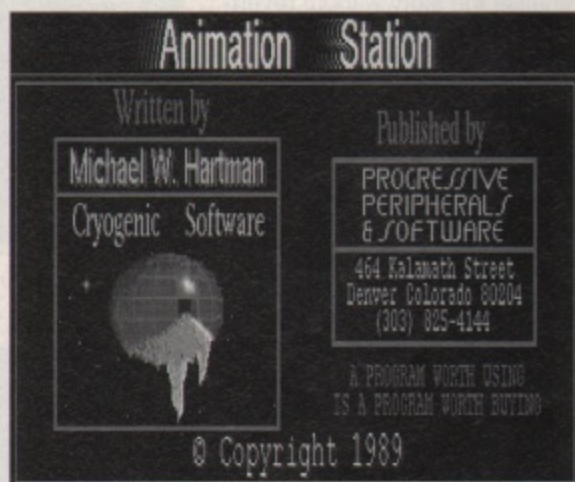 Animation Station
Written by
Michael W. Hartman
Cryogenic Software
Published by
PROGRESSIVE
PERIPHERALS
& SOFTWARE
464 Kalamath Street
Denver Colorado 80204
(303) 825-4144
A PROGRAM WORTH USING
IS A PROGRAM WORTH BUYING
© Copyright 1989